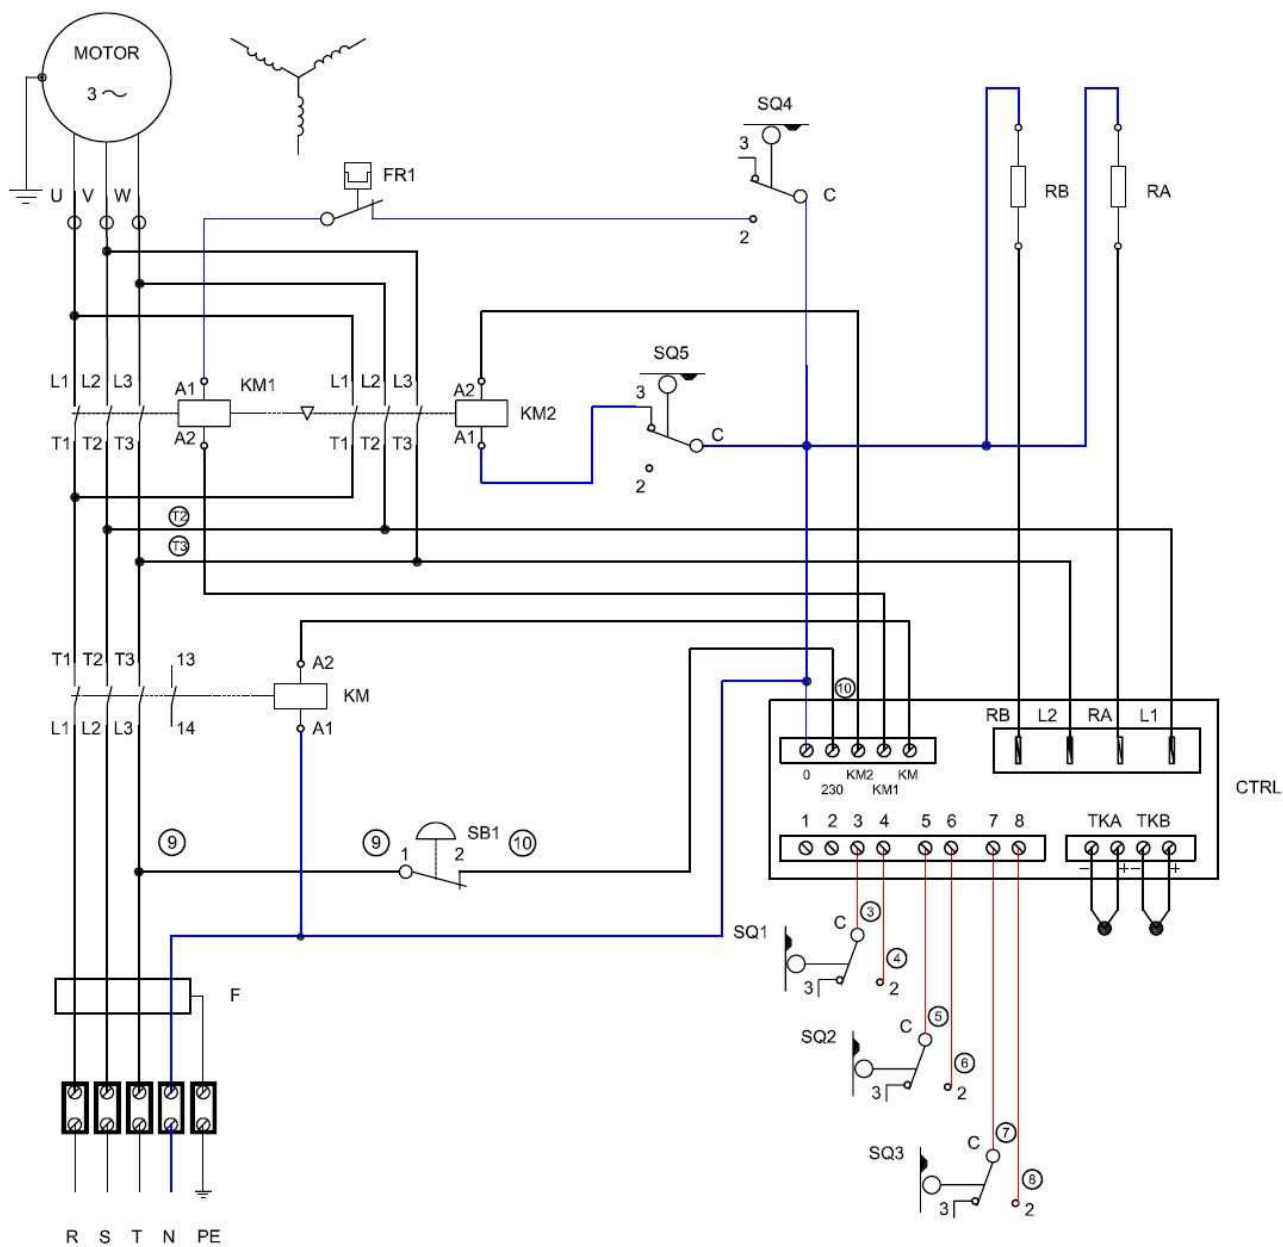 MOTOR
3
SQ4
3
C
2
FR1
U V W
RB
RA
L1 L2 L3
A1
KM1
A2
T1 T2 T3
L1 L2 L3
A2
KM2
A1
T1 T2 T3
SQ5
3
C
2
T2
T3
T1 T2 T3 13
A2
KM
A1
L1 L2 L3 14
10
RB L2 RA L1
0 KM2 KM
230 KM1
CTRL
1 2 3 4 5 6 7 8
TKA TKB
- + - +
9
9
1 2
SB1
10
SQ1
C
3
4
3
2
F
SQ2
C
5
6
3
2
SQ3
C
7
8
3
2
R S T N PE